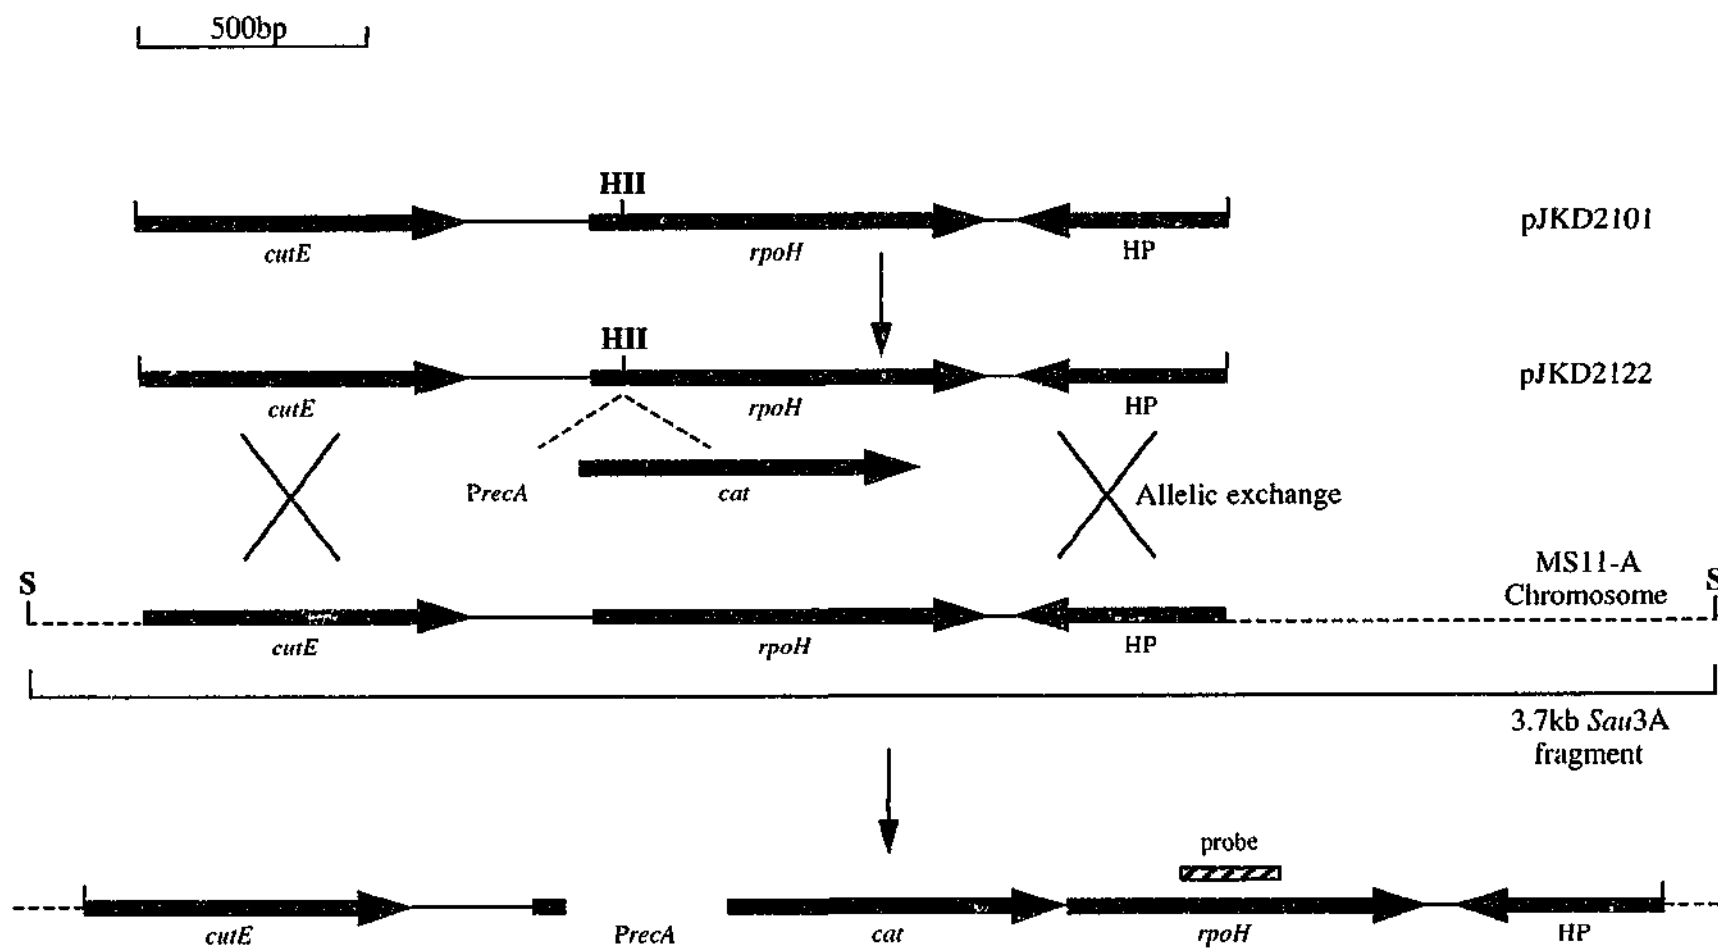 500bp
HII
cutE rpoH HP pJKD2101
HII
cutE rpoH HP pJKD2122
PrecA cat Allelic exchange
S MS11-A S
Chromosome
cutE rpoH HP
3.7kb Sau3A
fragment
probe
cutE PrecA cat rpoH HP